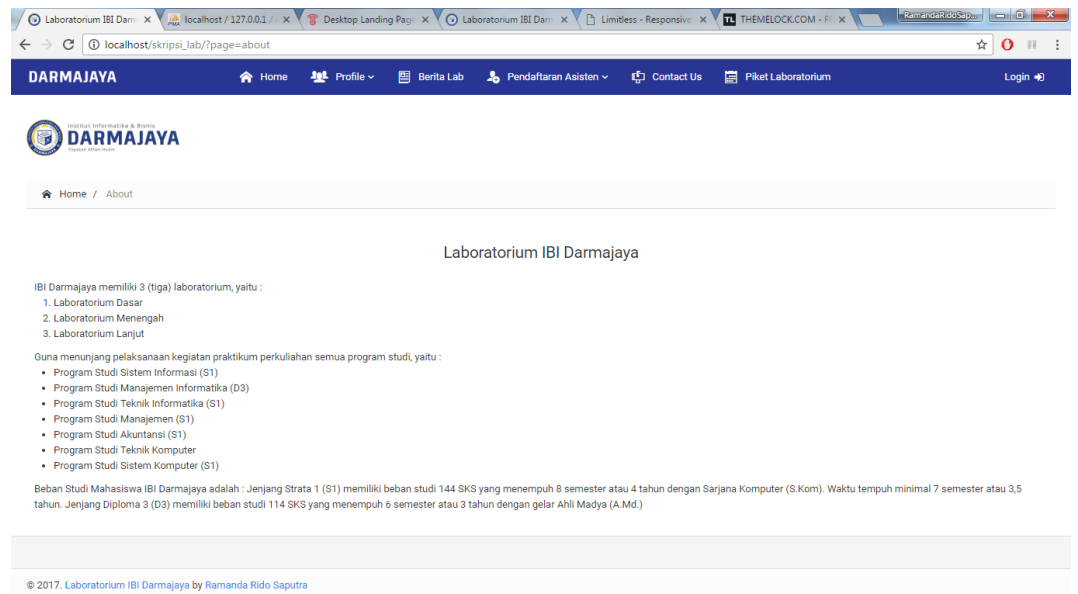 Laboratorium IBI Darm
localhost / 127.0.0.1 /
Desktop Landing Page
Laboratorium IBI Darm
Limitless - Responsive
THEMELOCK.COM - Fl
RamandaRidoSap...
localhost/skripsi_lab/?page=about
DARMAJAYA Home Profile Berita Lab Pendaftaran Asisten Contact Us Piket Laboratorium Login
Institut Informatika & Bisnis
DARMAJAYA
Yayasan Alfian Husin
Home / About
Laboratorium IBI Darmajaya
IBI Darmajaya memiliki 3 (tiga) laboratorium, yaitu :
1. Laboratorium Dasar
2. Laboratorium Menengah
3. Laboratorium Lanjut
Guna menunjang pelaksanaan kegiatan praktikum perkuliahan semua program studi, yaitu :
• Program Studi Sistem Informasi (S1)
• Program Studi Manajemen Informatika (D3)
• Program Studi Teknik Informatika (S1)
• Program Studi Manajemen (S1)
• Program Studi Akuntansi (S1)
• Program Studi Teknik Komputer
• Program Studi Sistem Komputer (S1)
Beban Studi Mahasiswa IBI Darmajaya adalah : Jenjang Strata 1 (S1) memiliki beban studi 144 SKS yang menempuh 8 semester atau 4 tahun dengan Sarjana Komputer (S.Kom). Waktu tempuh minimal 7 semester atau 3,5
tahun. Jenjang Diploma 3 (D3) memiliki beban studi 114 SKS yang menempuh 6 semester atau 3 tahun dengan gelar Ahli Madya (A.Md.)
© 2017. Laboratorium IBI Darmajaya by Ramanda Rido Saputra